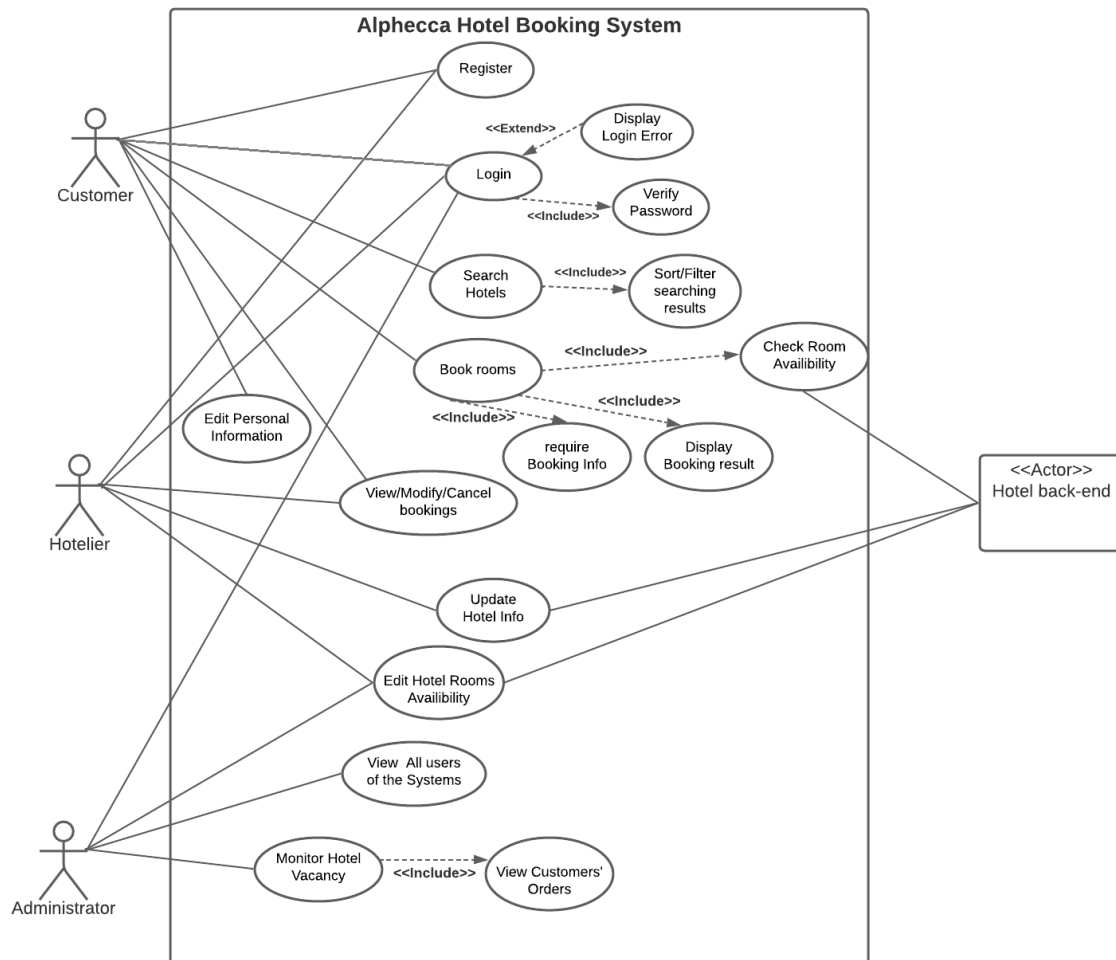 Alphecca Hotel Booking System
Register
Display
Login Error
<<Extend>>
Customer
Login
Verify
Password
<<Include>>
Search
Hotels
<<Include>>
Sort/Filter
searching
results
Book rooms
<<Include>>
Check Room
Availibility
<<Include>>
<<Include>>
Edit Personal
Information
require
Booking Info
Display
Booking result
<<Actor>>
Hotel back-end
View/Modify/Cancel
bookings
Hotelier
Update
Hotel Info
Edit Hotel Rooms
Availibility
View All users
of the Systems
Monitor Hotel
Vacancy
<<Include>>
View Customers'
Orders
Administrator